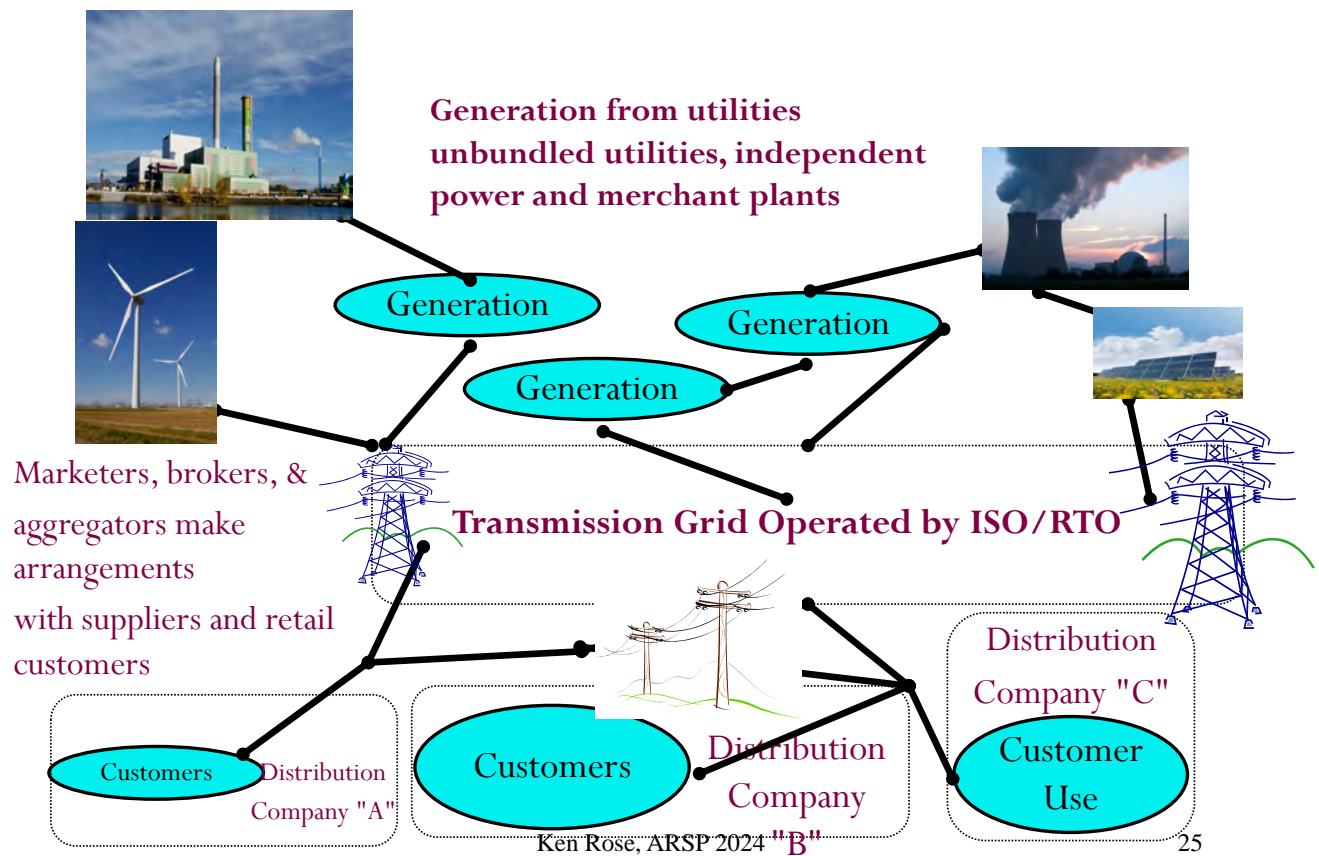 Generation from utilities
unbundled utilities, independent
power and merchant plants
Generation
Generation
Generation
Marketers, brokers, &
aggregators make
arrangements
with suppliers and retail
customers
Transmission Grid Operated by ISO/RTO
Distribution
Company "C"
Customers
Distribution
Company "A"
Customers
Distribution
Company
"B"
Customer
Use
Ken Rose, ARSP 2024
25